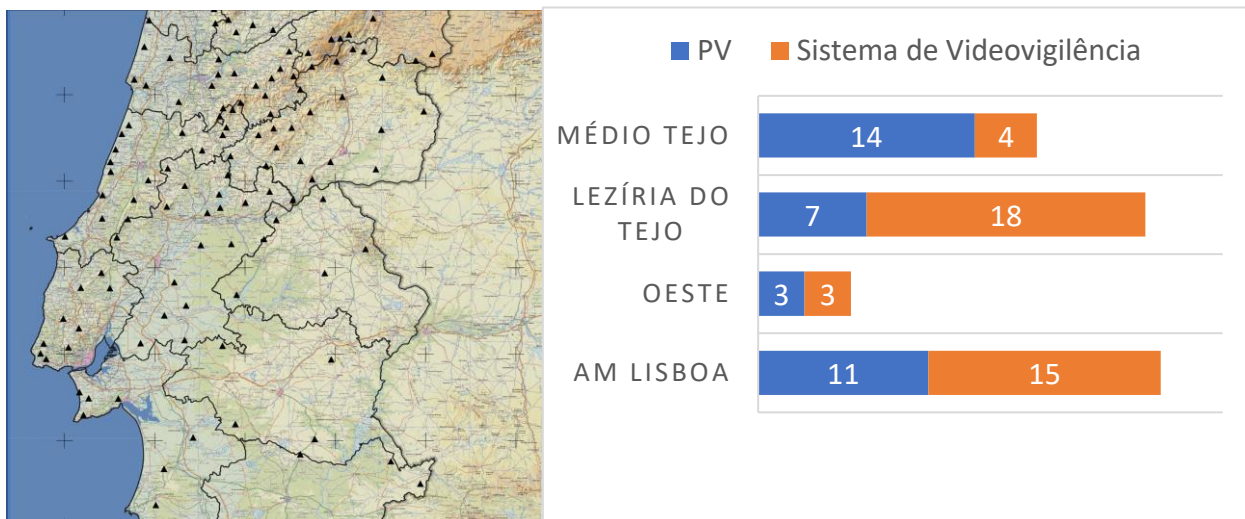 PV Sistema de Videovigilência
MÉDIO TEJO 14 4
LEZÍRIA DO
TEJO 7 18
OESTE 3 3
AM LISBOA 11 15